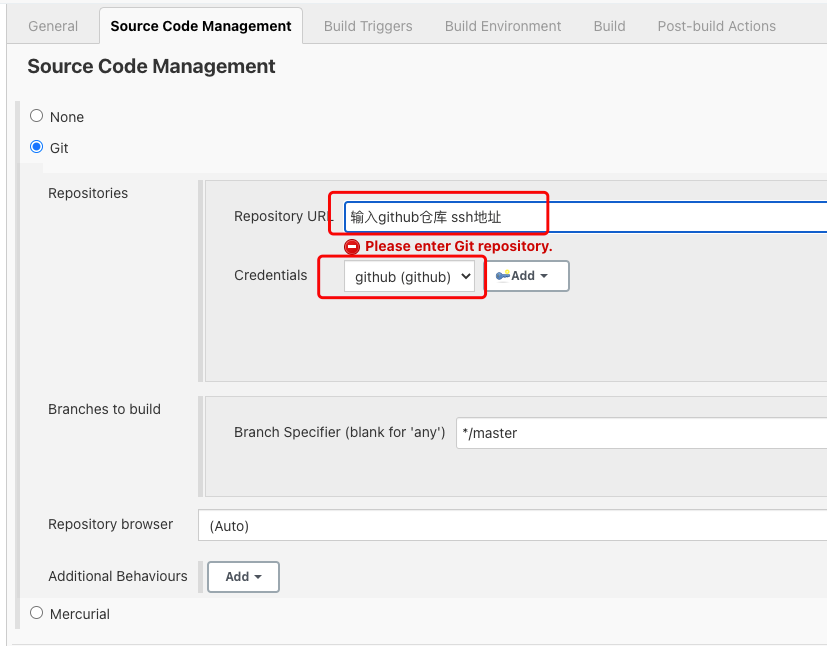 General Source Code Management Build Triggers Build Environment Build Post-build Actions
Source Code Management
None
Git
Repositories
Repository URL 输入github仓库 ssh地址
Please enter Git repository.
Credentials github (github) Add
Branches to build
Branch Specifier (blank for 'any') */master
Repository browser (Auto)
Additional Behaviours Add
Mercurial